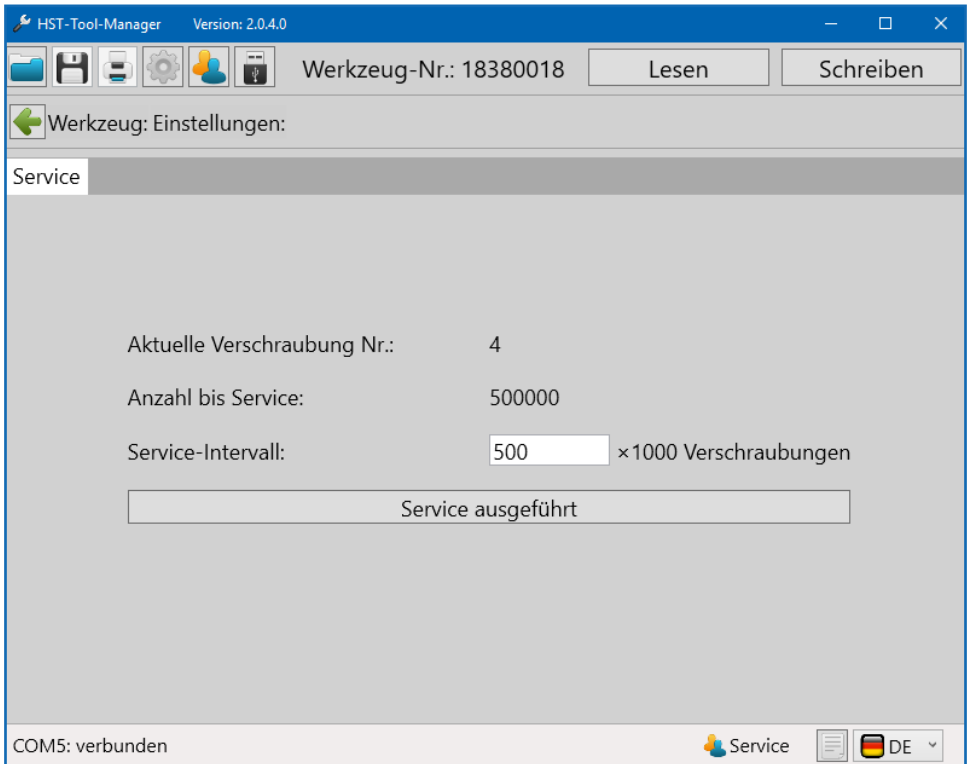 HST-Tool-Manager Version: 2.0.4.0
Werkzeug-Nr.: 18380018 Lesen Schreiben
Werkzeug: Einstellungen:
Service
Aktuelle Verschraubung Nr.: 4
Anzahl bis Service: 500000
Service-Intervall: 500 ×1000 Verschraubungen
Service ausgeführt
COM5: verbunden Service DE